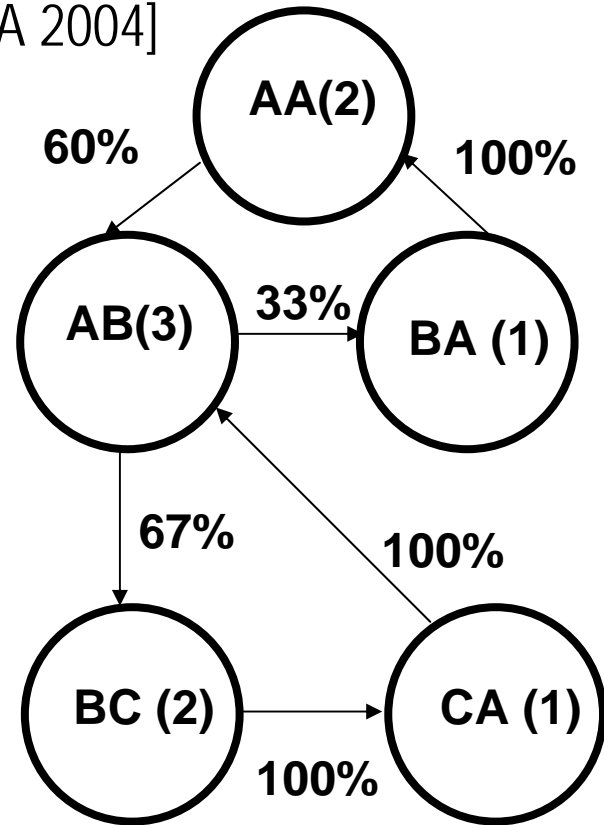 A 2004]
AA(2)
60%
100%
AB(3)
33%
BA (1)
67%
100%
BC (2)
CA (1)
100%